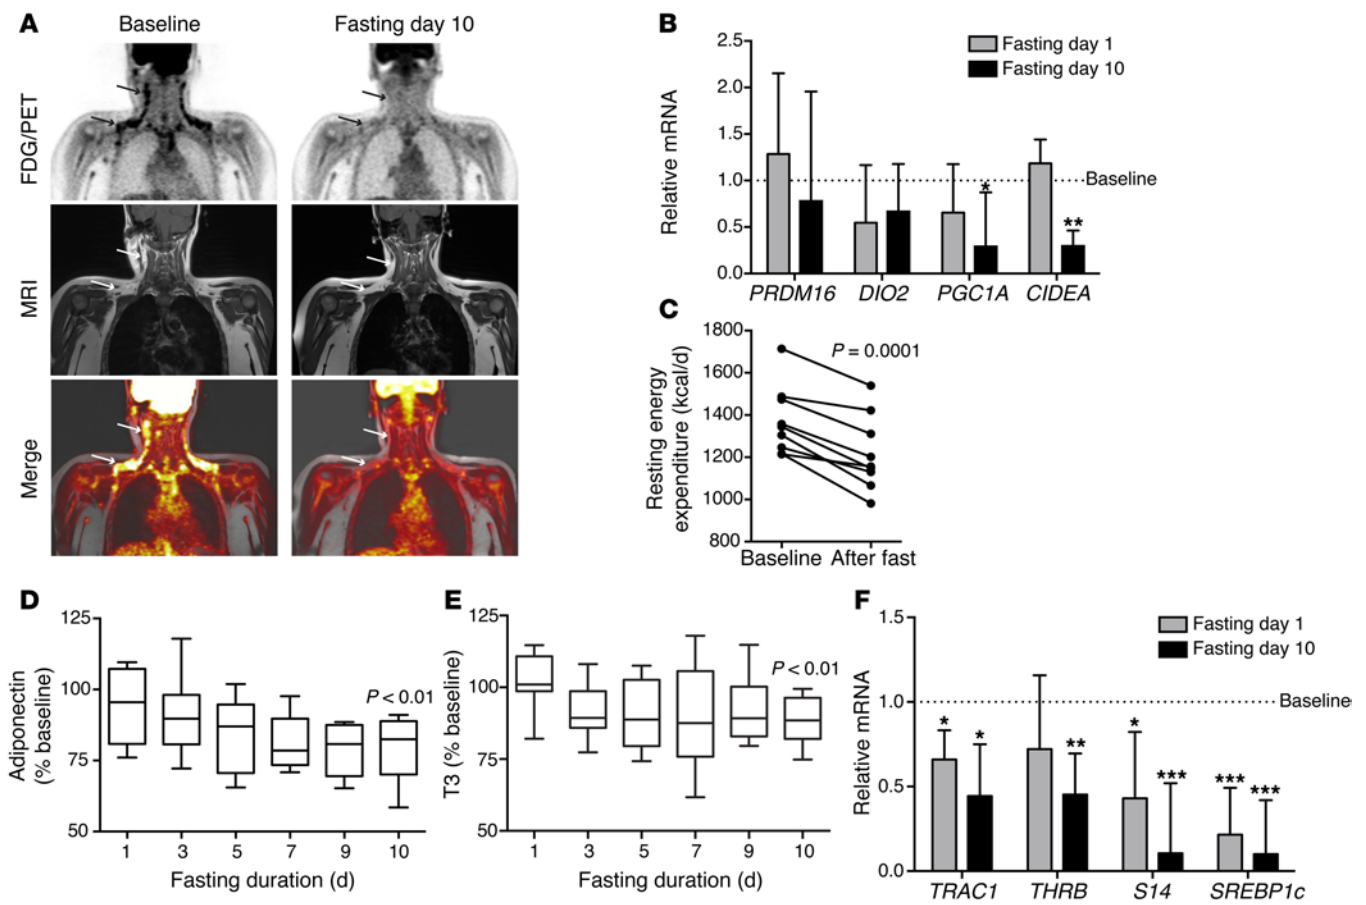 A
Baseline
Fasting day 10
FDG/PET
MRI
Merge
B
Fasting day 1
Fasting day 10
Relative mRNA
2.5
2.0
1.5
1.0
0.5
0.0
Baseline
*
**
PRDM16
DIO2
PGC1A
CIDEA
C
Resting energy
expenditure (kcal/d)
1800
1600
1400
1200
1000
800
P = 0.0001
Baseline
After fast
D
Adiponectin
(% baseline)
125
100
75
50
P < 0.01
1 3 5 7 9 10
Fasting duration (d)
E
T3 (% baseline)
125
100
75
50
P < 0.01
1 3 5 7 9 10
Fasting duration (d)
F
Fasting day 1
Fasting day 10
Relative mRNA
1.5
1.0
0.5
0.0
Baseline
* * ** * *** *** ***
TRAC1
THRB
S14
SREBP1c